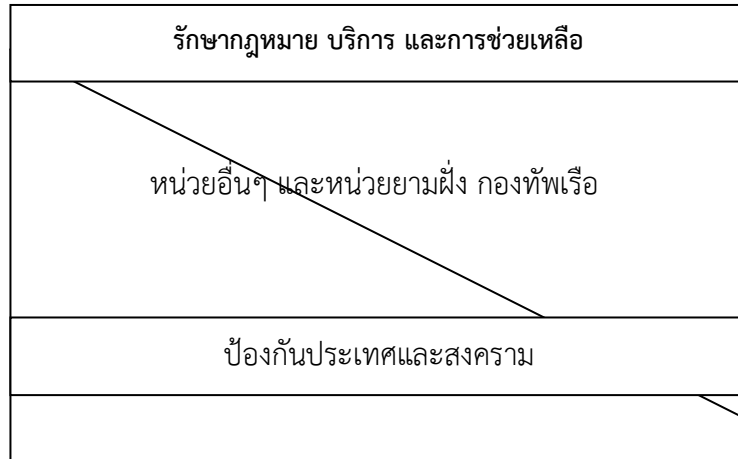 รักษากฎหมาย บริการ และการช่วยเหลือ
หน่วยอื่นๆ และหน่วยยามฝั่ง กองทัพเรือ
ป้องกันประเทศและสงคราม